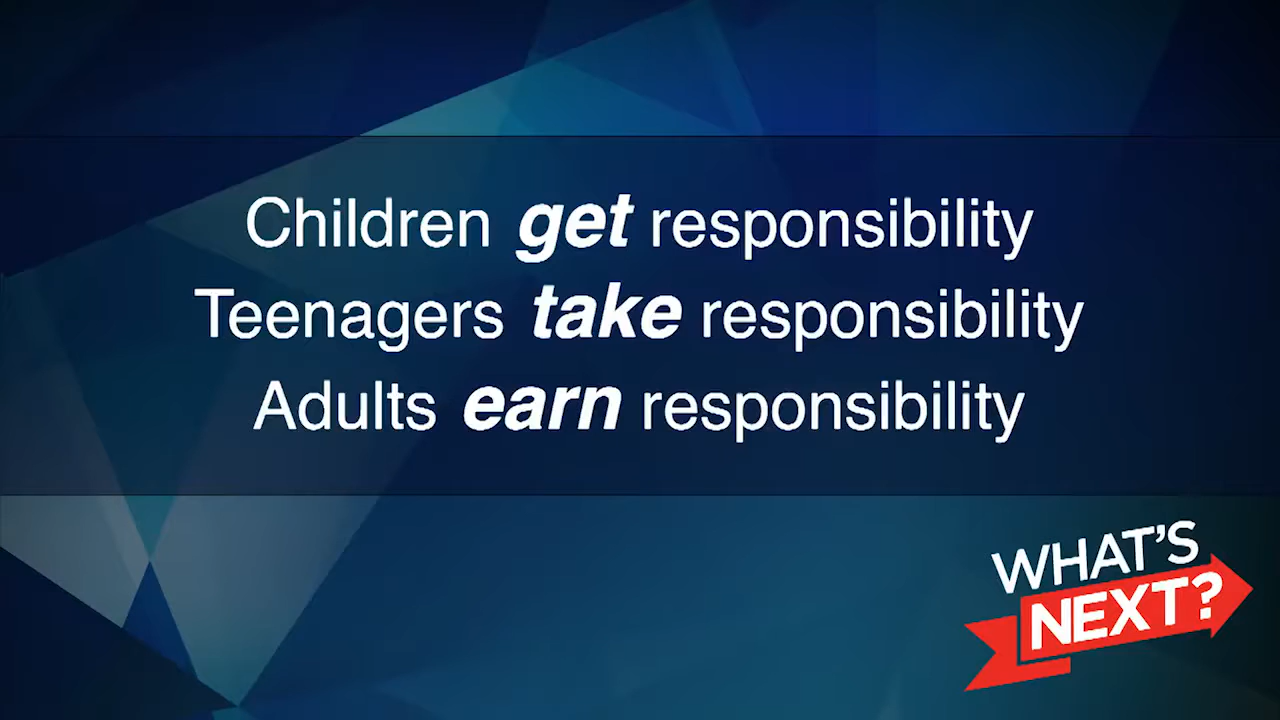 Children get responsibility
Teenagers take responsibility
Adults earn responsibility
WHAT'S
NEXT?